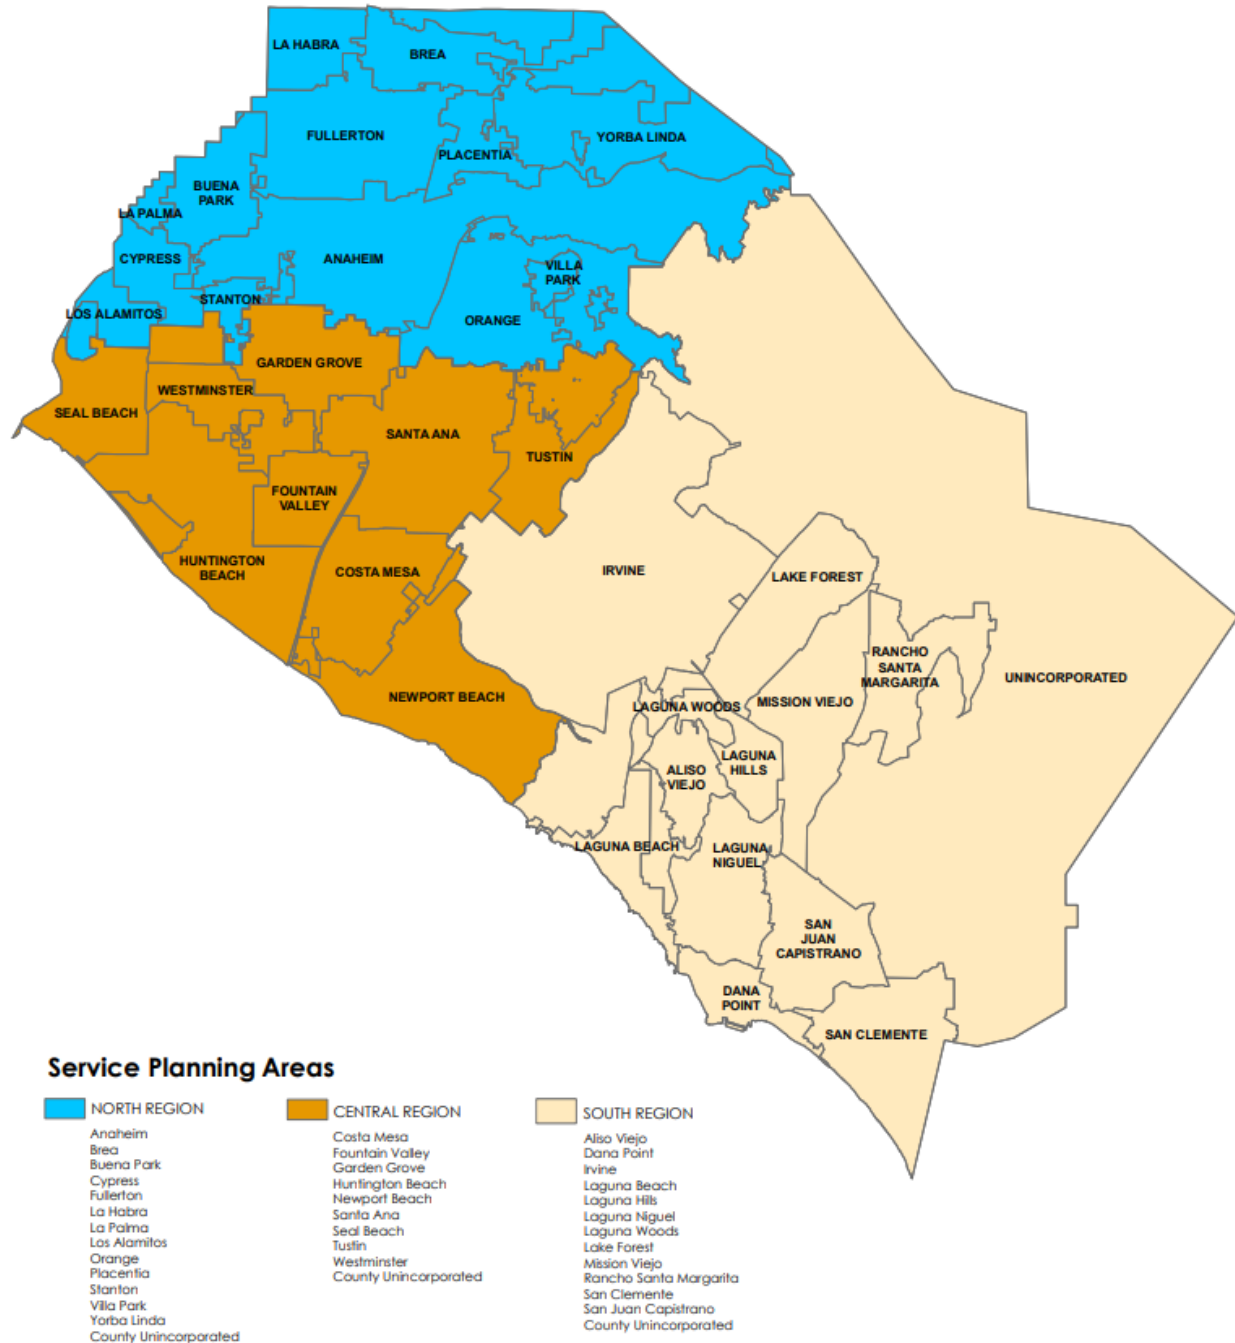 LA HABRA
BREA
FULLERTON
PLACENTIA
YORBA LINDA
BUENA
PARK
LA PALMA
CYPRESS
ANAHEIM
VILLA
PARK
STANTON
LOS ALAMITOS
ORANGE
GARDEN GROVE
WESTMINSTER
SEAL BEACH
SANTA ANA
TUSTIN
FOUNTAIN
VALLEY
HUNTINGTON
BEACH
COSTA MESA
IRVINE
LAKE FOREST
RANCHO
SANTA
MARGARITA
UNINCORPORATED
NEWPORT BEACH
LAGUNA WOODS
MISSION VIEJO
LAGUNA
HILLS
ALISO
VIEJO
LAGUNA BEACH
LAGUNA
NIGUEL
SAN
JUAN
CAPISTRANO
DANA
POINT
SAN CLEMENTE
Service Planning Areas
NORTH REGION
Anaheim
Brea
Buena Park
Cypress
Fullerton
La Habra
La Palma
Los Alamitos
Orange
Placentia
Stanton
Villa Park
Yorba Linda
County Unincorporated
CENTRAL REGION
Costa Mesa
Fountain Valley
Garden Grove
Huntington Beach
Newport Beach
Santa Ana
Seal Beach
Tustin
Westminster
County Unincorporated
SOUTH REGION
Aliso Viejo
Dana Point
Irvine
Laguna Beach
Laguna Hills
Laguna Niguel
Laguna Woods
Lake Forest
Mission Viejo
Rancho Santa Margarita
San Clemente
San Juan Capistrano
County Unincorporated